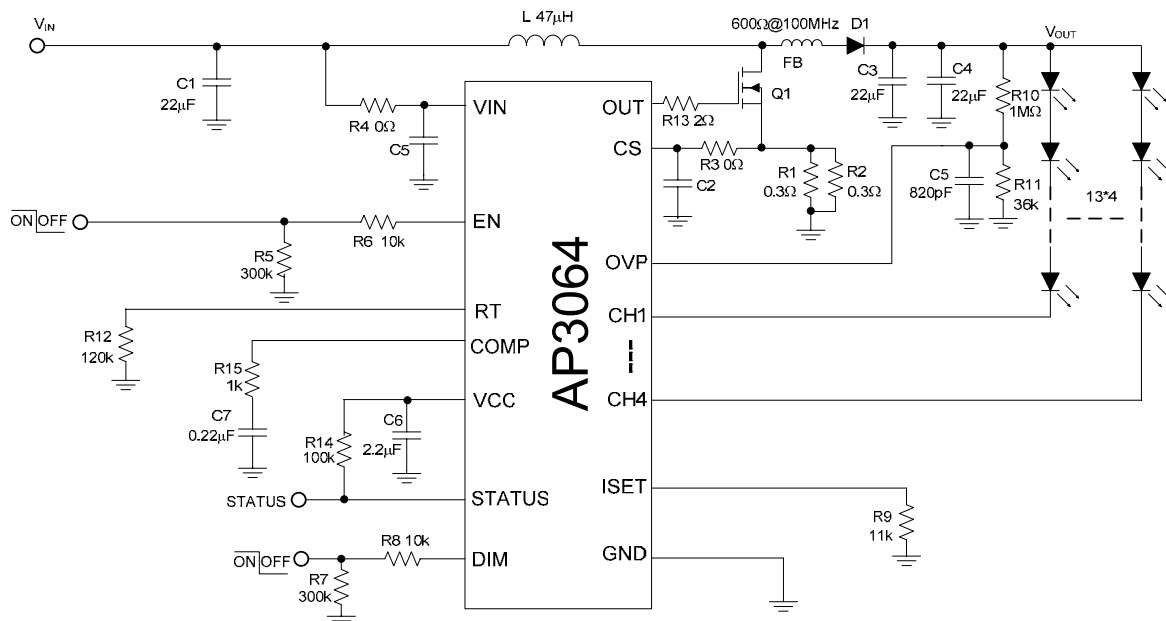 L 47µH
600Ω@100MHz
D1
VIN
VOUT
FB
C1
22µF
C3
22µF
C4
22µF
R10
1MΩ
Q1
VIN
OUT
R13 2Ω
R4 0Ω
C5
CS
R3 0Ω
C2
R1
0.3Ω
R2
0.3Ω
C5
820pF
R11
36k
13*4
ON OFF
EN
R6 10k
R5
300k
OVP
RT
CH1
R12
120k
COMP
R15
1k
AP3064
VCC
CH4
C7
0.22µF
C6
2.2µF
R14
100k
STATUS
STATUS
ISET
R9
11k
ON OFF
R8 10k
DIM
GND
R7
300k